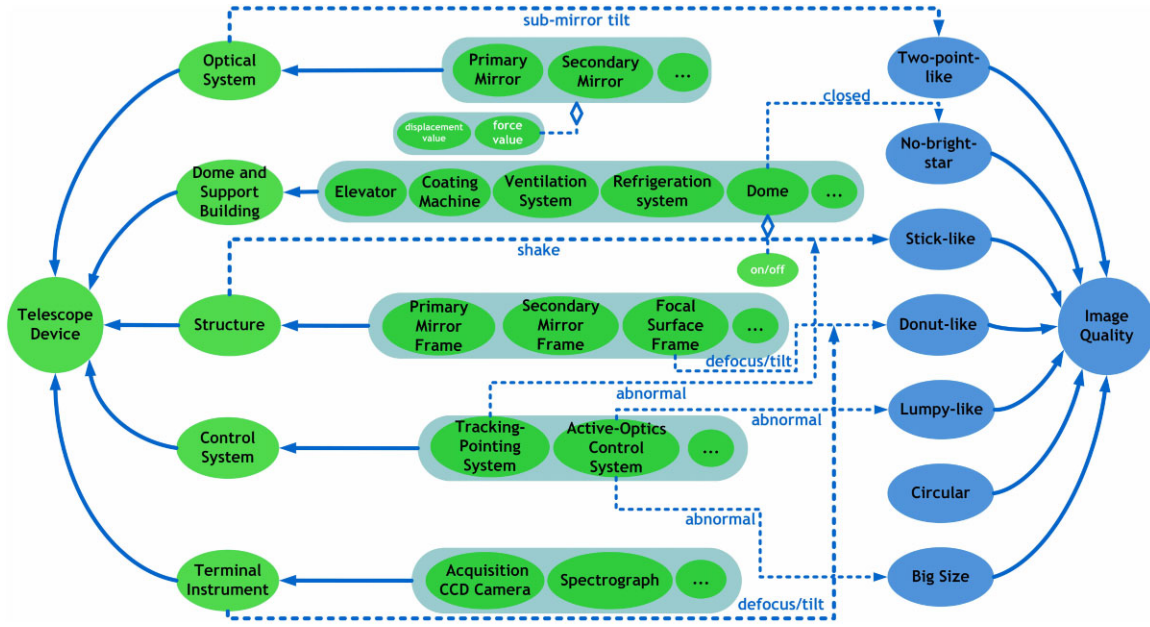 sub-mirror tilt
Optical
System
Primary
Mirror
Secondary
Mirror
...
Two-point-
like
displacement
value
force
value
closed
No-bright-
star
Dome and
Support
Building
Elevator
Coating
Machine
Ventilation
System
Refrigeration
system
Dome
...
shake
on/off
Stick-like
Telescope
Device
Structure
Primary
Mirror
Frame
Secondary
Mirror
Frame
Focal
Surface
Frame
...
Donut-like
Image
Quality
defocus/tilt
abnormal
abnormal
Lumpy-like
Control
System
Tracking-
Pointing
System
Active-Optics
Control
System
...
Circular
abnormal
Terminal
Instrument
Acquisition
CCD Camera
Spectrograph
...
Big Size
defocus/tilt